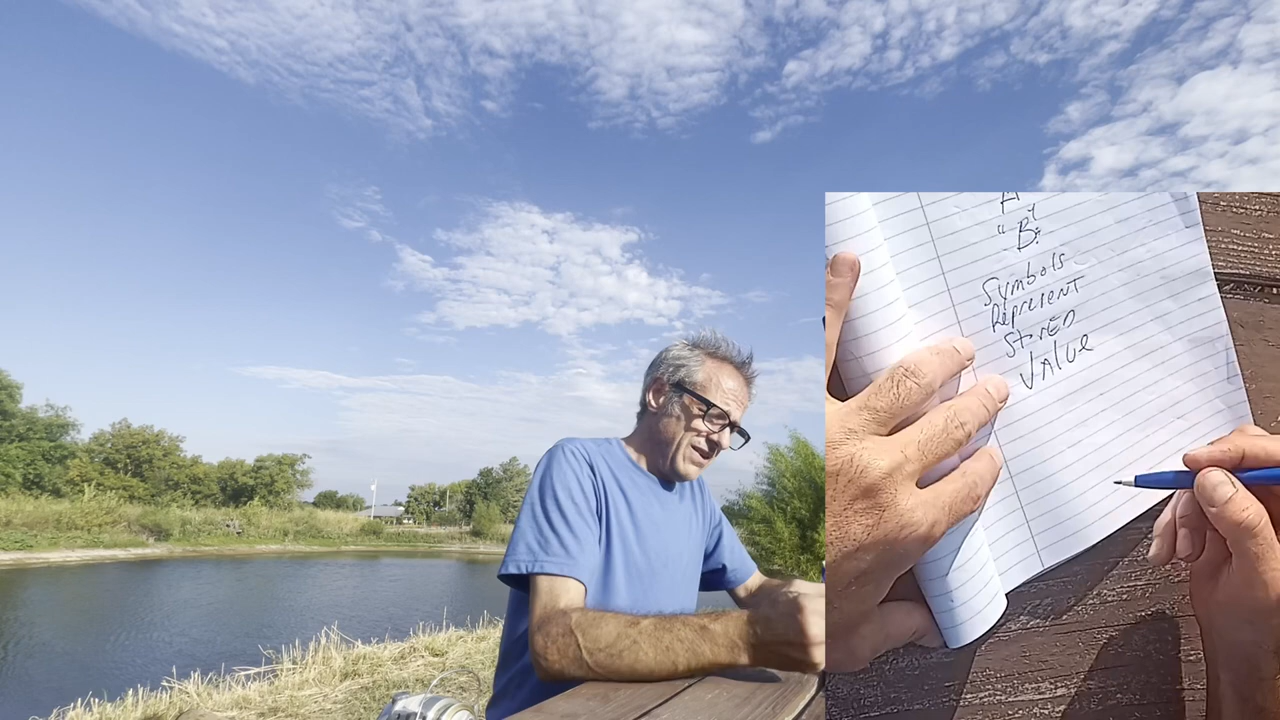 A
"B"
Symbols
Represent
Stored
Value